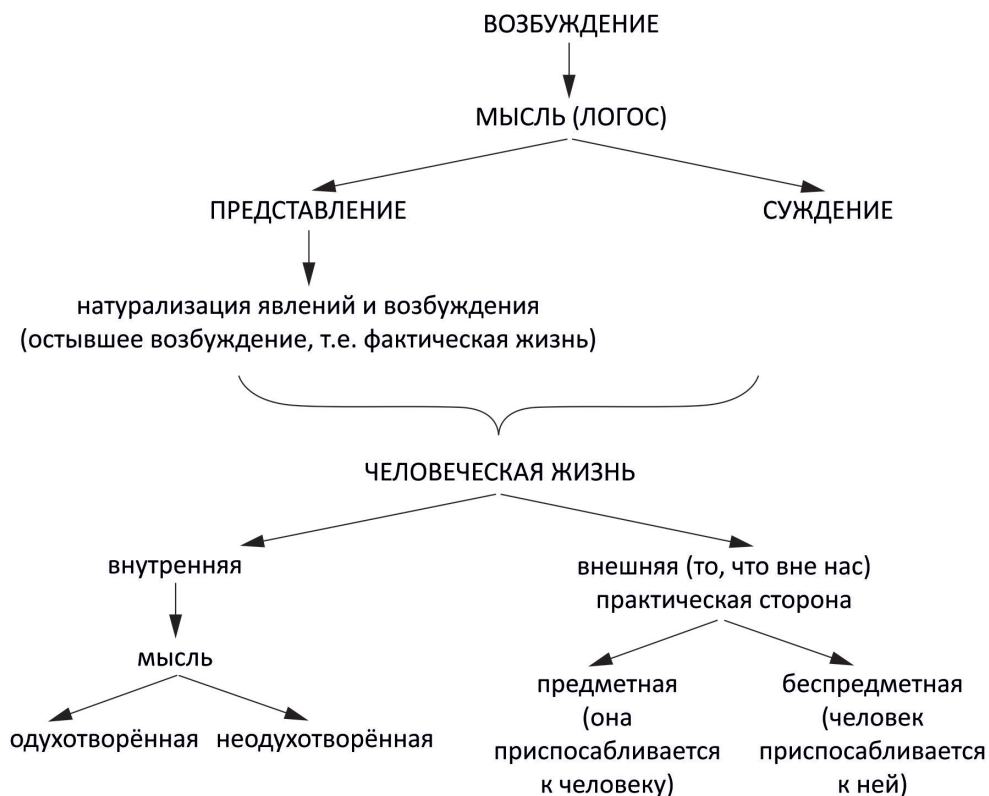 ВОЗБУЖДЕНИЕ
МЫСЛЬ (ЛОГОС)
ПРЕДСТАВЛЕНИЕ
СУЖДЕНИЕ
натурализация явлений и возбуждения
(остывшее возбуждение, т.е. фактическая жизнь)
ЧЕЛОВЕЧЕСКАЯ ЖИЗНЬ
внутренняя
мысль
одухотворённая
неодухотворённая
внешняя (то, что вне нас)
практическая сторона
предметная
(она
приспосабливается
к человеку)
беспредметная
(человек
приспосабливается
к ней)